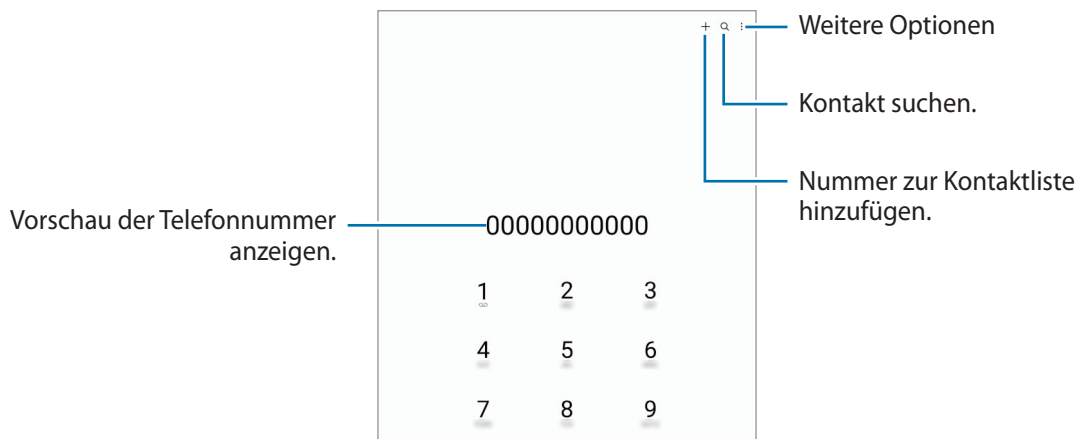 Weitere Optionen
Kontakt suchen.
Nummer zur Kontaktliste
hinzufügen.
Vorschau der Telefonnummer
anzeigen.
00000000000
1 2 3
4 5 6
7 8 9